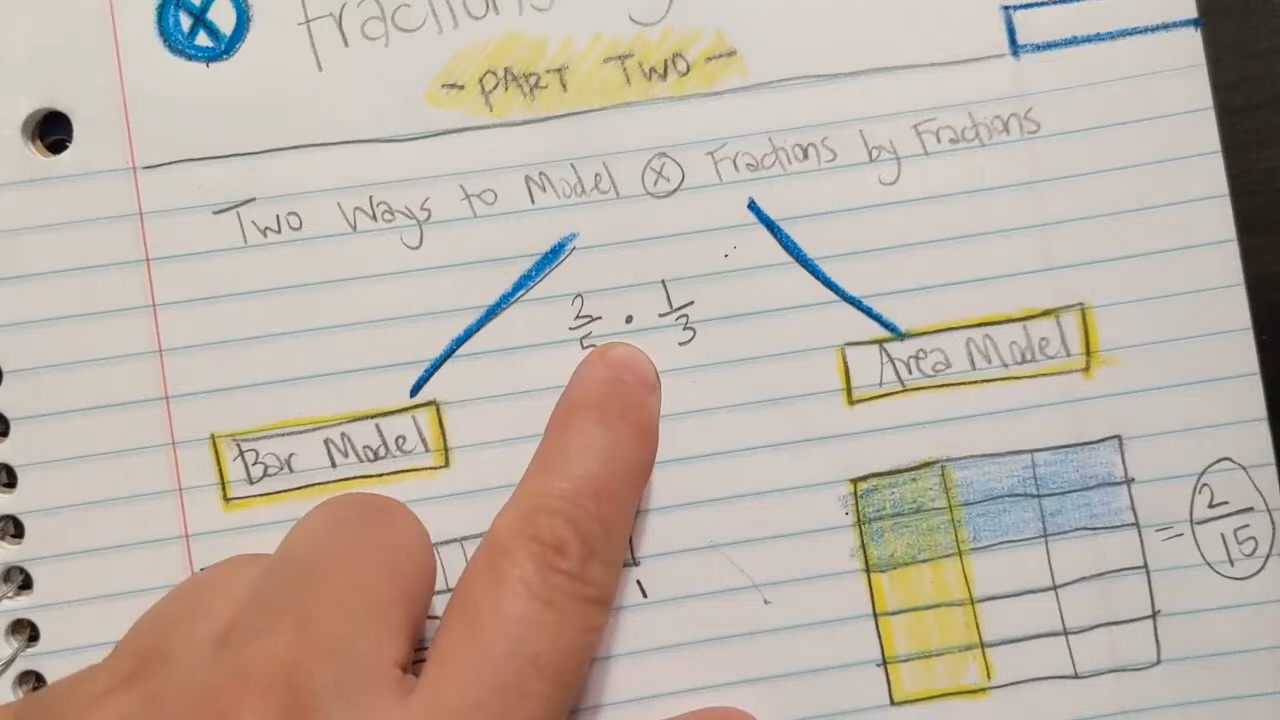 Fractions
- PART TWO -
Two Ways to Model ⓧ Fractions by Fractions
2/5 · 1/3
Area Model
Bar Model
= 2/15
1